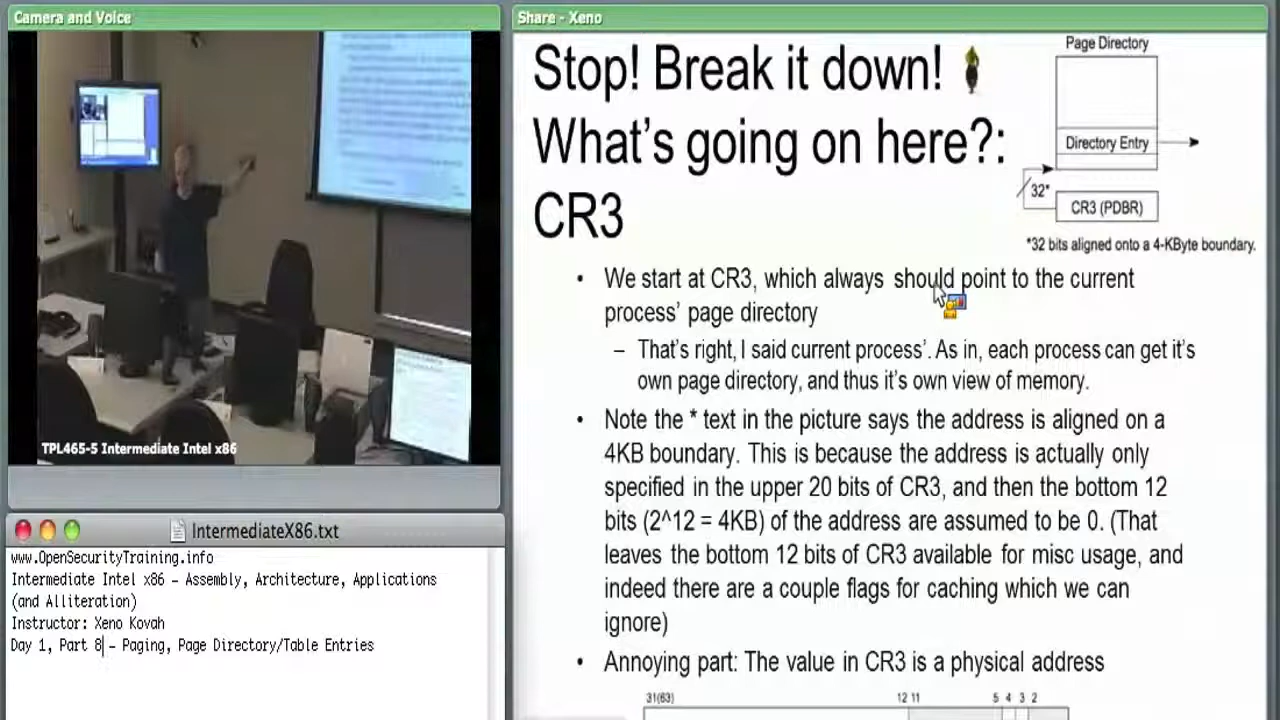 Camera and Voice
TPL465-5 Intermediate Intel x86
IntermediateX86.txt
www.OpenSecurityTraining.info
Intermediate Intel x86 – Assembly, Architecture, Applications
(and Alliteration)
Instructor: Xeno Kovah
Day 1, Part 8 – Paging, Page Directory/Table Entries
Share - Xeno
Stop! Break it down!
What's going on here?:
CR3
Page Directory
Directory Entry
32*
CR3 (PDBR)
*32 bits aligned onto a 4-KByte boundary.
• We start at CR3, which always should point to the current
process' page directory
– That's right, I said current process'. As in, each process can get it's
own page directory, and thus it's own view of memory.
• Note the * text in the picture says the address is aligned on a
4KB boundary. This is because the address is actually only
specified in the upper 20 bits of CR3, and then the bottom 12
bits (2^12 = 4KB) of the address are assumed to be 0. (That
leaves the bottom 12 bits of CR3 available for misc usage, and
indeed there are a couple flags for caching which we can
ignore)
• Annoying part: The value in CR3 is a physical address
31(63) 12 11 5 4 3 2